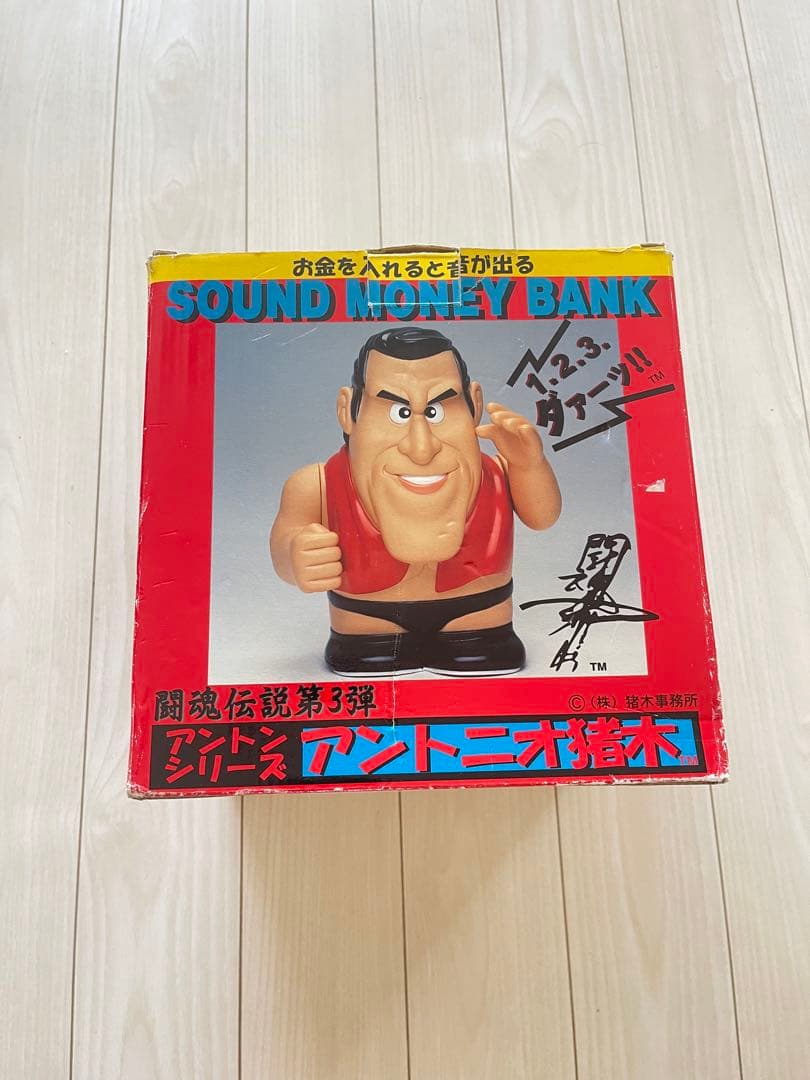 お金を入れると音が出る
SOUND MONEY BANK
1.2.3.
ダァーッ!!
TM
闘魂
TM
闘魂伝説第3弾
©(株)猪木事務所
アントン
シリーズ
アントニオ猪木
TM